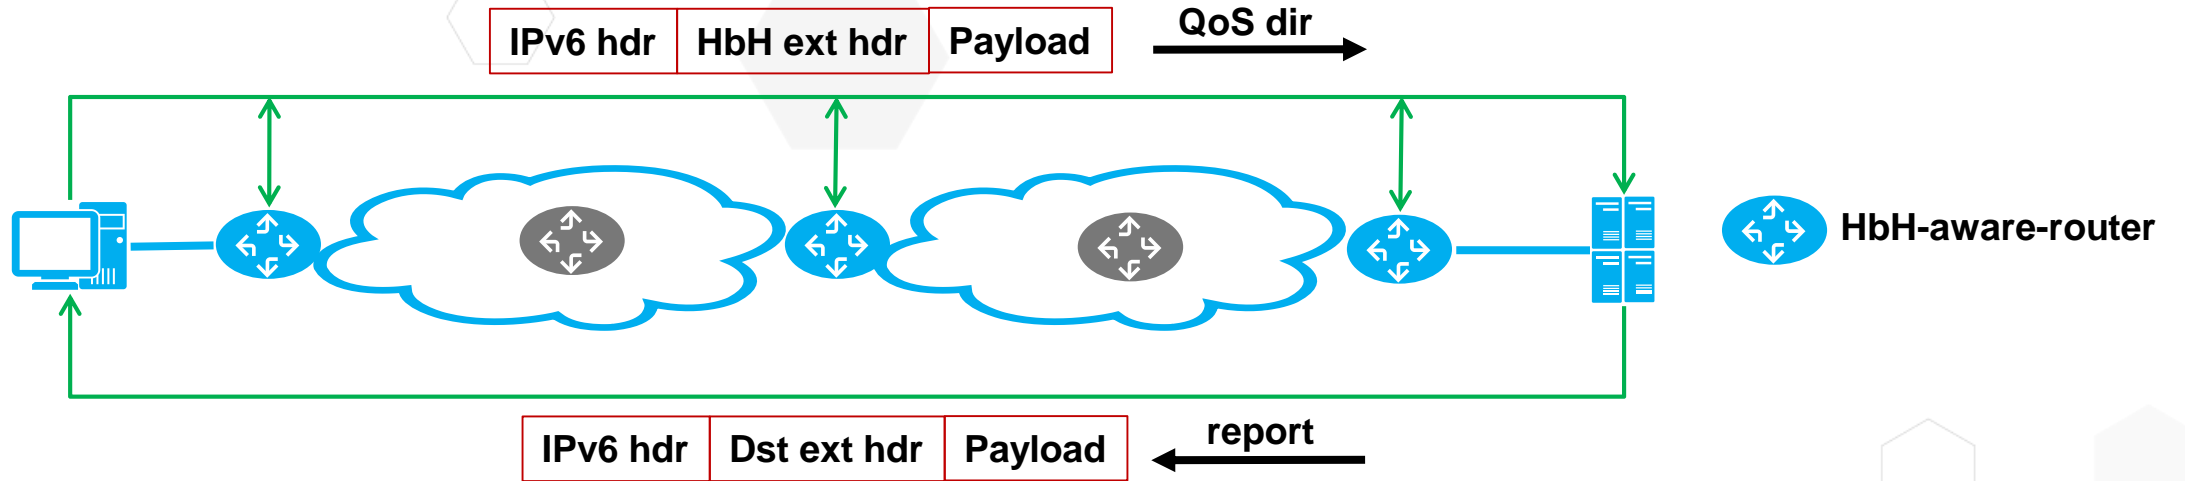 IPv6 hdr HbH ext hdr Payload QoS dir
HbH-aware-router
IPv6 hdr Dst ext hdr Payload report